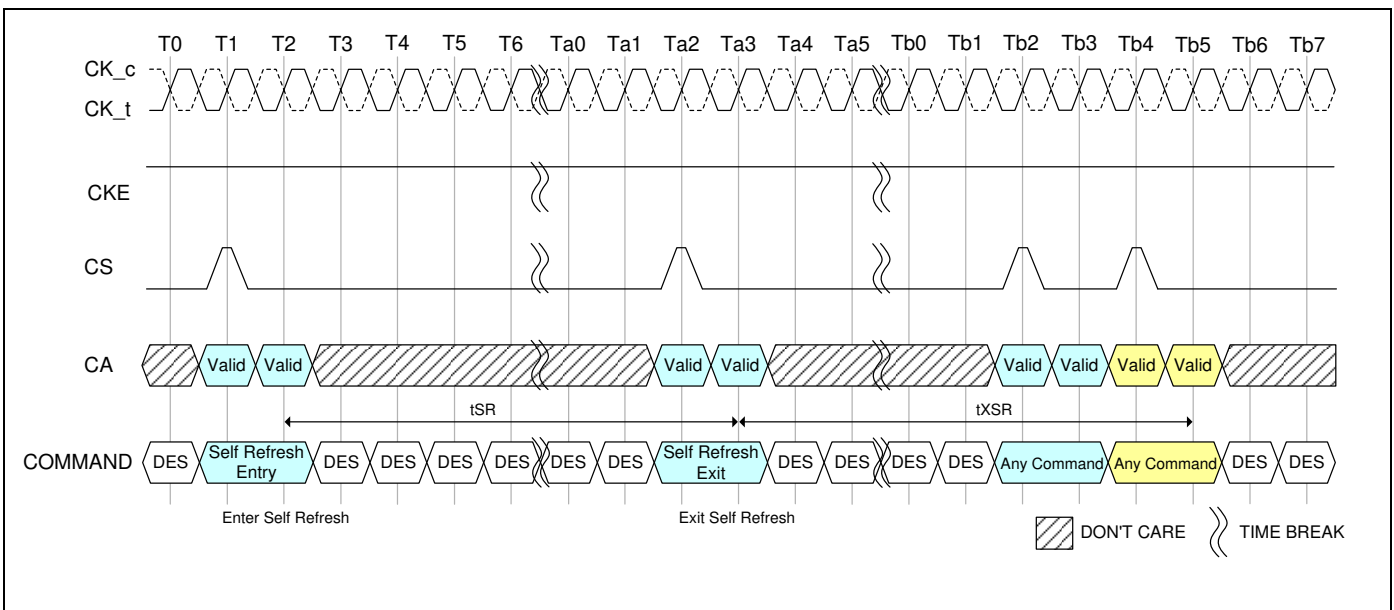 T0 T1 T2 T3 T4 T5 T6 Ta0 Ta1 Ta2 Ta3 Ta4 Ta5 Tb0 Tb1 Tb2 Tb3 Tb4 Tb5 Tb6 Tb7
CK_c
CK_t
CKE
CS
CA Valid Valid Valid Valid Valid Valid Valid Valid
tSR tXSR
COMMAND DES Self Refresh Entry DES DES DES DES DES DES Self Refresh Exit DES DES DES DES Any Command Any Command DES DES
Enter Self Refresh Exit Self Refresh
DON'T CARE TIME BREAK